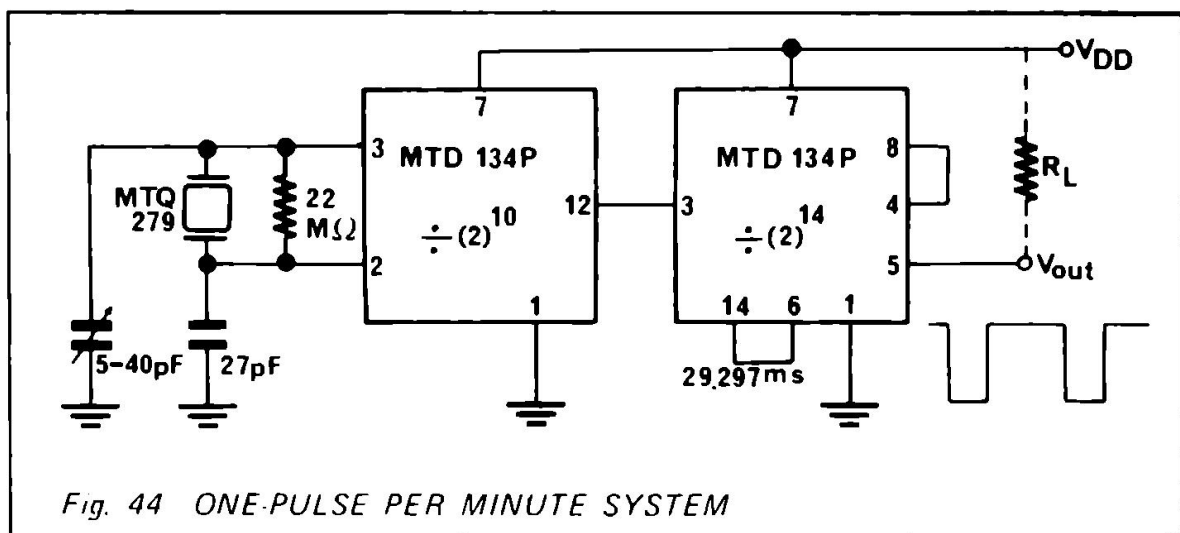 VDD
7
7
3
MTD 134P
MTD 134P
8
RL
MTQ
279
22
MΩ
÷(2)10
12
3
÷(2)14
4
2
5
Vout
1
14
6
1
5-40pF
27pF
29.297ms
Fig. 44 ONE-PULSE PER MINUTE SYSTEM